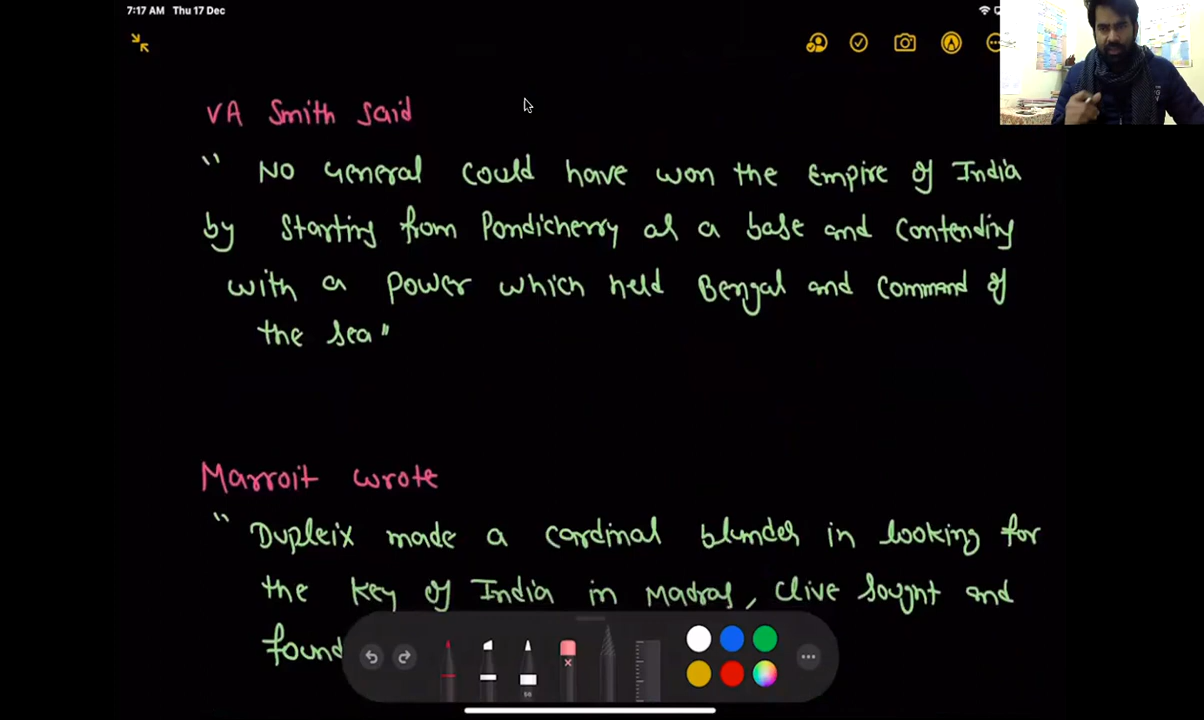 7:17 AM Thu 17 Dec
VA Smith said
" No General could have won the Empire of India
by starting from Pondicherry as a base and contending
with a power which held Bengal and command of
the sea"
Marroit wrote
" Dupleix made a cardinal blunder in looking for
the key of India in Madras, Clive sought and
found